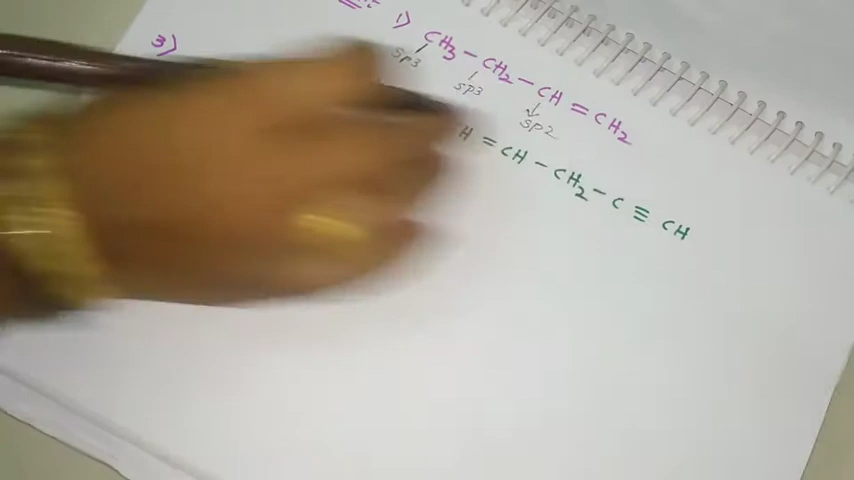 1) CH3 - CH2 - CH = CH2
sp3 sp3 sp2
3)
H = CH - CH2 - C ≡ CH